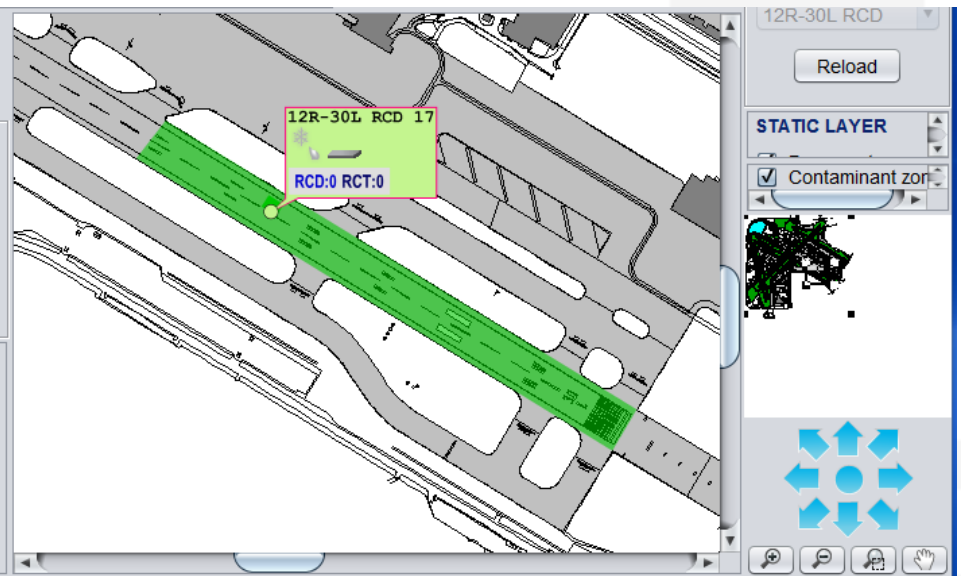 12R-30L RCD
Reload
STATIC LAYER
Contaminant zon
12R-30L RCD 17
RCD:0 RCT:0